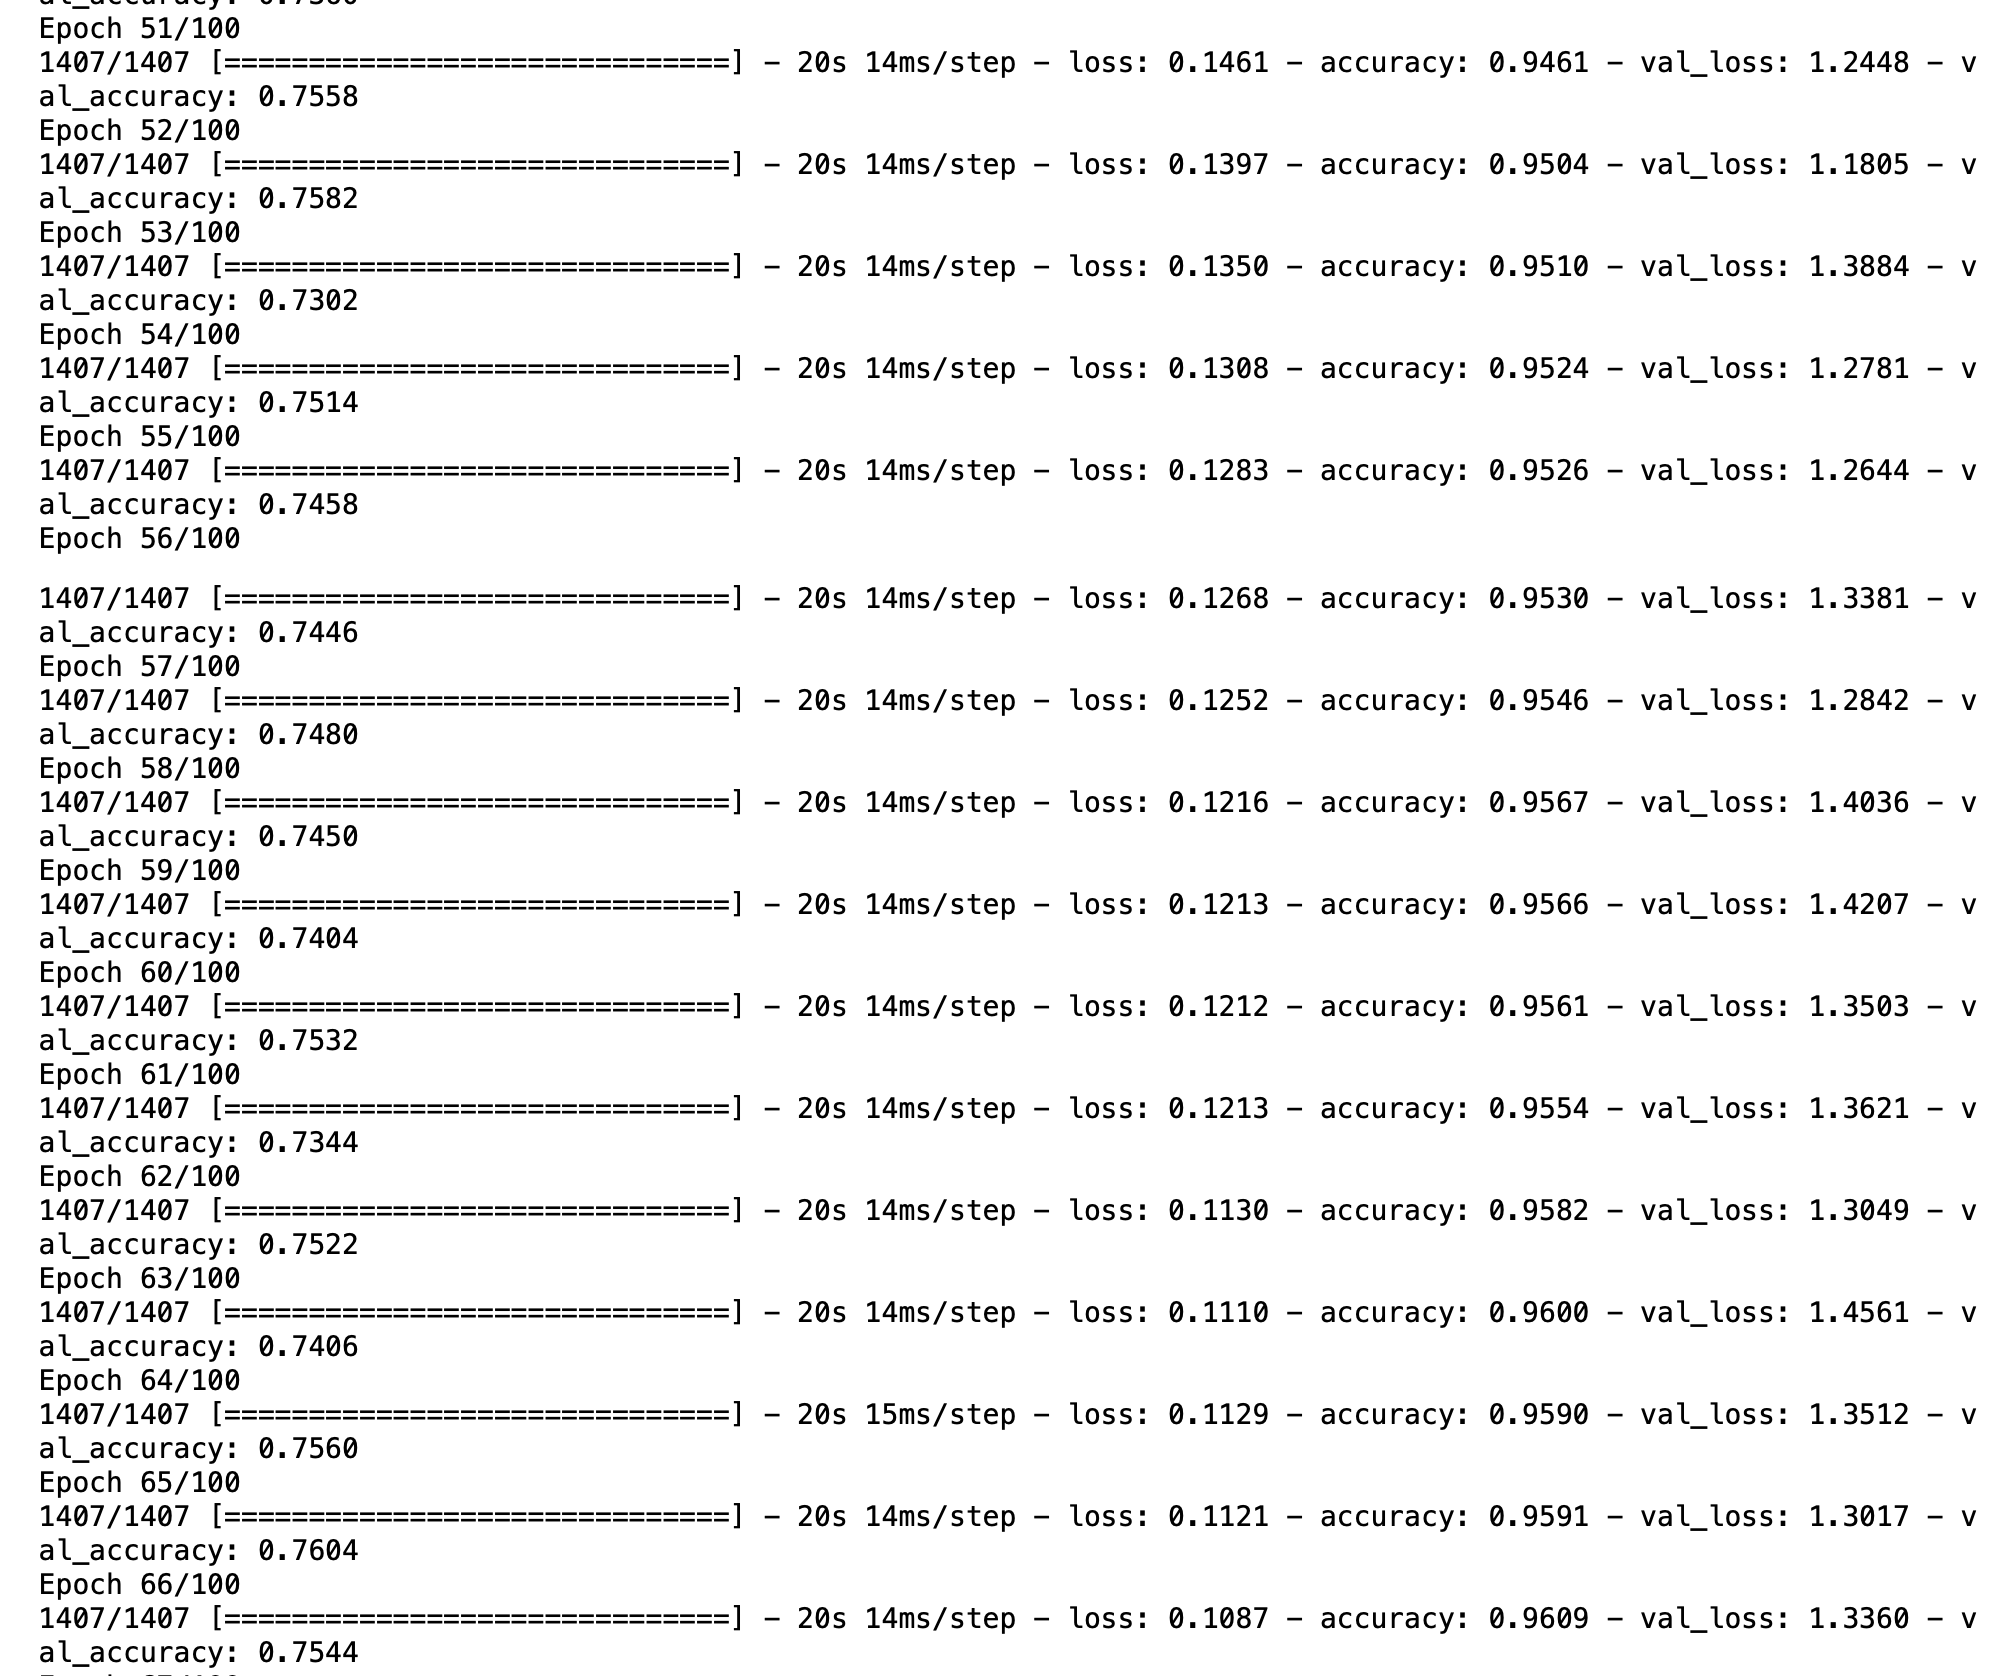 Epoch 51/100
1407/1407 [==============================] - 20s 14ms/step - loss: 0.1461 - accuracy: 0.9461 - val_loss: 1.2448 - v
al_accuracy: 0.7558
Epoch 52/100
1407/1407 [==============================] - 20s 14ms/step - loss: 0.1397 - accuracy: 0.9504 - val_loss: 1.1805 - v
al_accuracy: 0.7582
Epoch 53/100
1407/1407 [==============================] - 20s 14ms/step - loss: 0.1350 - accuracy: 0.9510 - val_loss: 1.3884 - v
al_accuracy: 0.7302
Epoch 54/100
1407/1407 [==============================] - 20s 14ms/step - loss: 0.1308 - accuracy: 0.9524 - val_loss: 1.2781 - v
al_accuracy: 0.7514
Epoch 55/100
1407/1407 [==============================] - 20s 14ms/step - loss: 0.1283 - accuracy: 0.9526 - val_loss: 1.2644 - v
al_accuracy: 0.7458
Epoch 56/100
1407/1407 [==============================] - 20s 14ms/step - loss: 0.1268 - accuracy: 0.9530 - val_loss: 1.3381 - v
al_accuracy: 0.7446
Epoch 57/100
1407/1407 [==============================] - 20s 14ms/step - loss: 0.1252 - accuracy: 0.9546 - val_loss: 1.2842 - v
al_accuracy: 0.7480
Epoch 58/100
1407/1407 [==============================] - 20s 14ms/step - loss: 0.1216 - accuracy: 0.9567 - val_loss: 1.4036 - v
al_accuracy: 0.7450
Epoch 59/100
1407/1407 [==============================] - 20s 14ms/step - loss: 0.1213 - accuracy: 0.9566 - val_loss: 1.4207 - v
al_accuracy: 0.7404
Epoch 60/100
1407/1407 [==============================] - 20s 14ms/step - loss: 0.1212 - accuracy: 0.9561 - val_loss: 1.3503 - v
al_accuracy: 0.7532
Epoch 61/100
1407/1407 [==============================] - 20s 14ms/step - loss: 0.1213 - accuracy: 0.9554 - val_loss: 1.3621 - v
al_accuracy: 0.7344
Epoch 62/100
1407/1407 [==============================] - 20s 14ms/step - loss: 0.1130 - accuracy: 0.9582 - val_loss: 1.3049 - v
al_accuracy: 0.7522
Epoch 63/100
1407/1407 [==============================] - 20s 14ms/step - loss: 0.1110 - accuracy: 0.9600 - val_loss: 1.4561 - v
al_accuracy: 0.7406
Epoch 64/100
1407/1407 [==============================] - 20s 15ms/step - loss: 0.1129 - accuracy: 0.9590 - val_loss: 1.3512 - v
al_accuracy: 0.7560
Epoch 65/100
1407/1407 [==============================] - 20s 14ms/step - loss: 0.1121 - accuracy: 0.9591 - val_loss: 1.3017 - v
al_accuracy: 0.7604
Epoch 66/100
1407/1407 [==============================] - 20s 14ms/step - loss: 0.1087 - accuracy: 0.9609 - val_loss: 1.3360 - v
al_accuracy: 0.7544